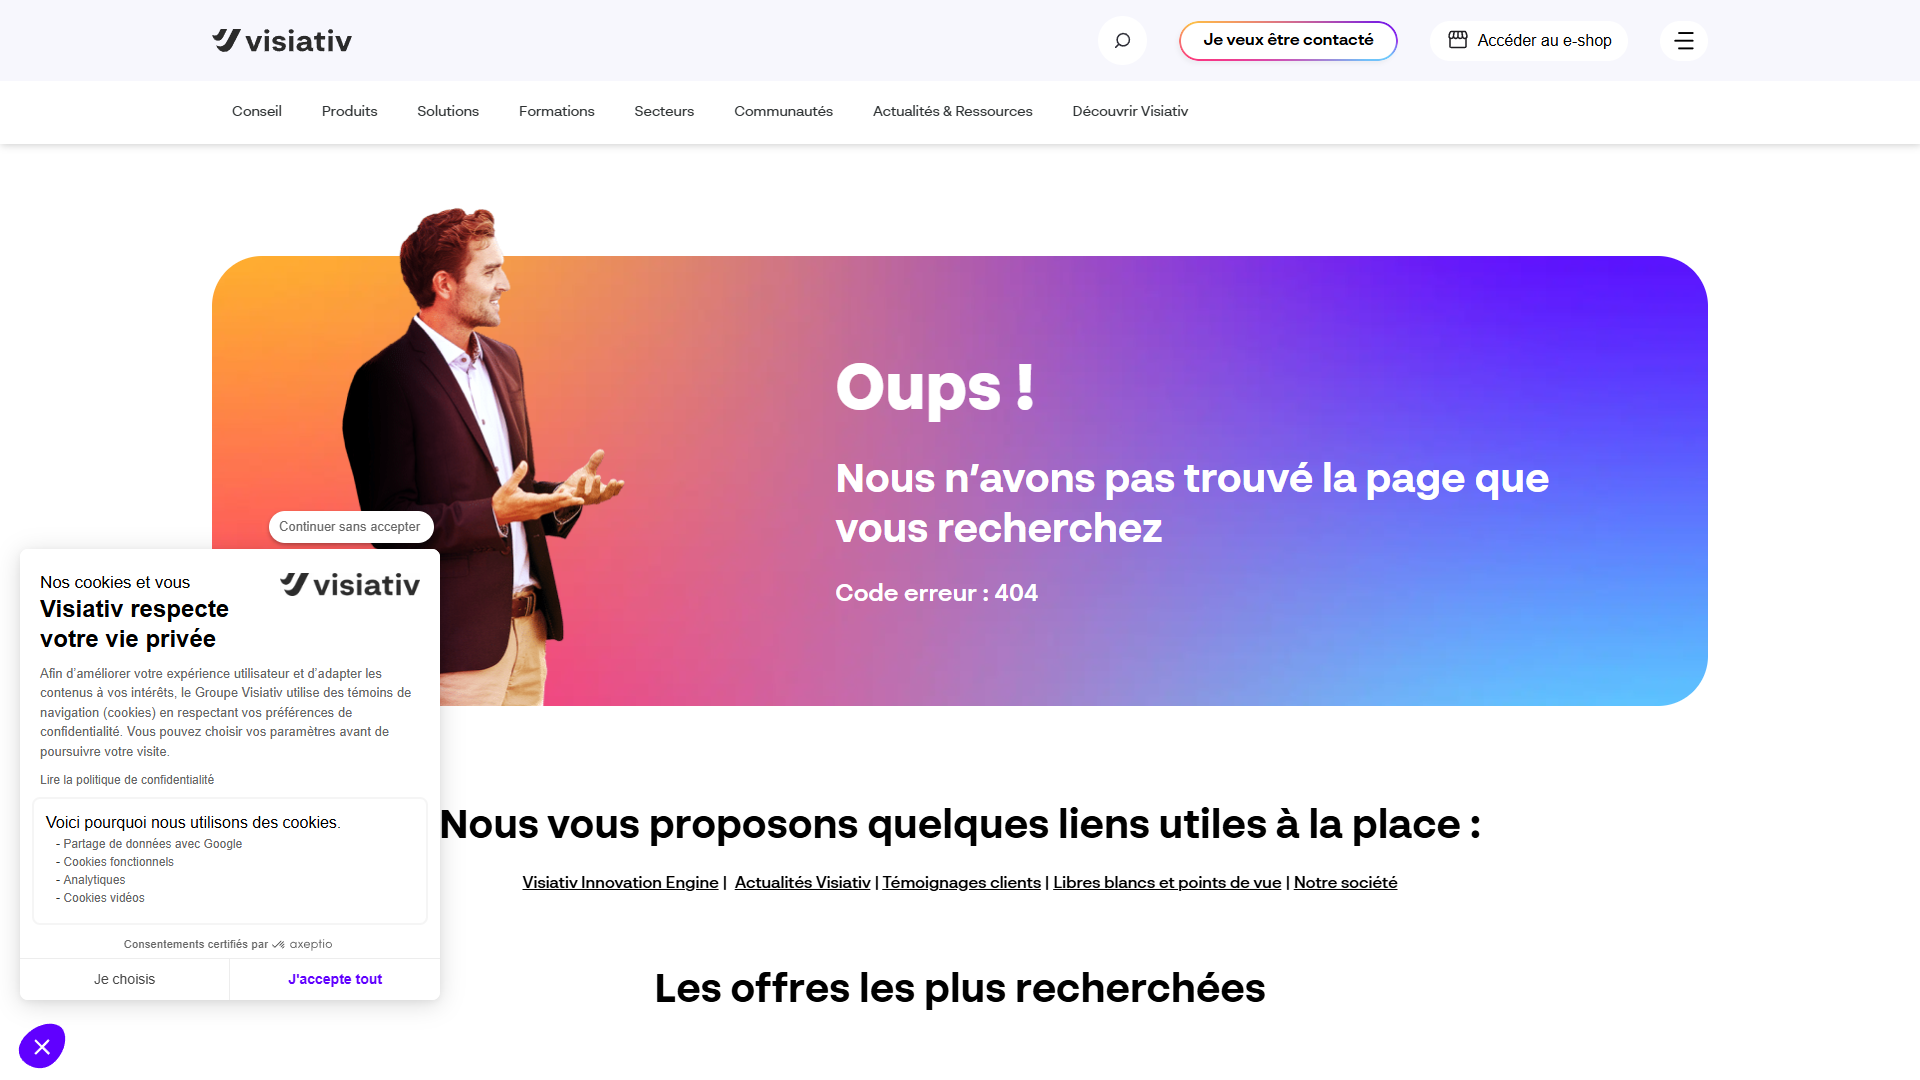 visiativ
Je veux être contacté
Accéder au e-shop
Conseil
Produits
Solutions
Formations
Secteurs
Communautés
Actualités & Ressources
Découvrir Visiativ
Oups !
Nous n’avons pas trouvé la page que
vous recherchez
Code erreur : 404
Continuer sans accepter
Nos cookies et vous
visiativ
Visiativ respecte
votre vie privée
Afin d’améliorer votre expérience utilisateur et d’adapter les
contenus à vos intérêts, le Groupe Visiativ utilise des témoins de
navigation (cookies) en respectant vos préférences de
confidentialité. Vous pouvez choisir vos paramètres avant de
poursuivre votre visite.
Lire la politique de confidentialité
Voici pourquoi nous utilisons des cookies.
- Partage de données avec Google
- Cookies fonctionnels
- Analytiques
- Cookies vidéos
Consentements certifiés par axeptio
Je choisis
J'accepte tout
Nous vous proposons quelques liens utiles à la place :
Visiativ Innovation Engine | Actualités Visiativ | Témoignages clients | Libres blancs et points de vue | Notre société
Les offres les plus recherchées